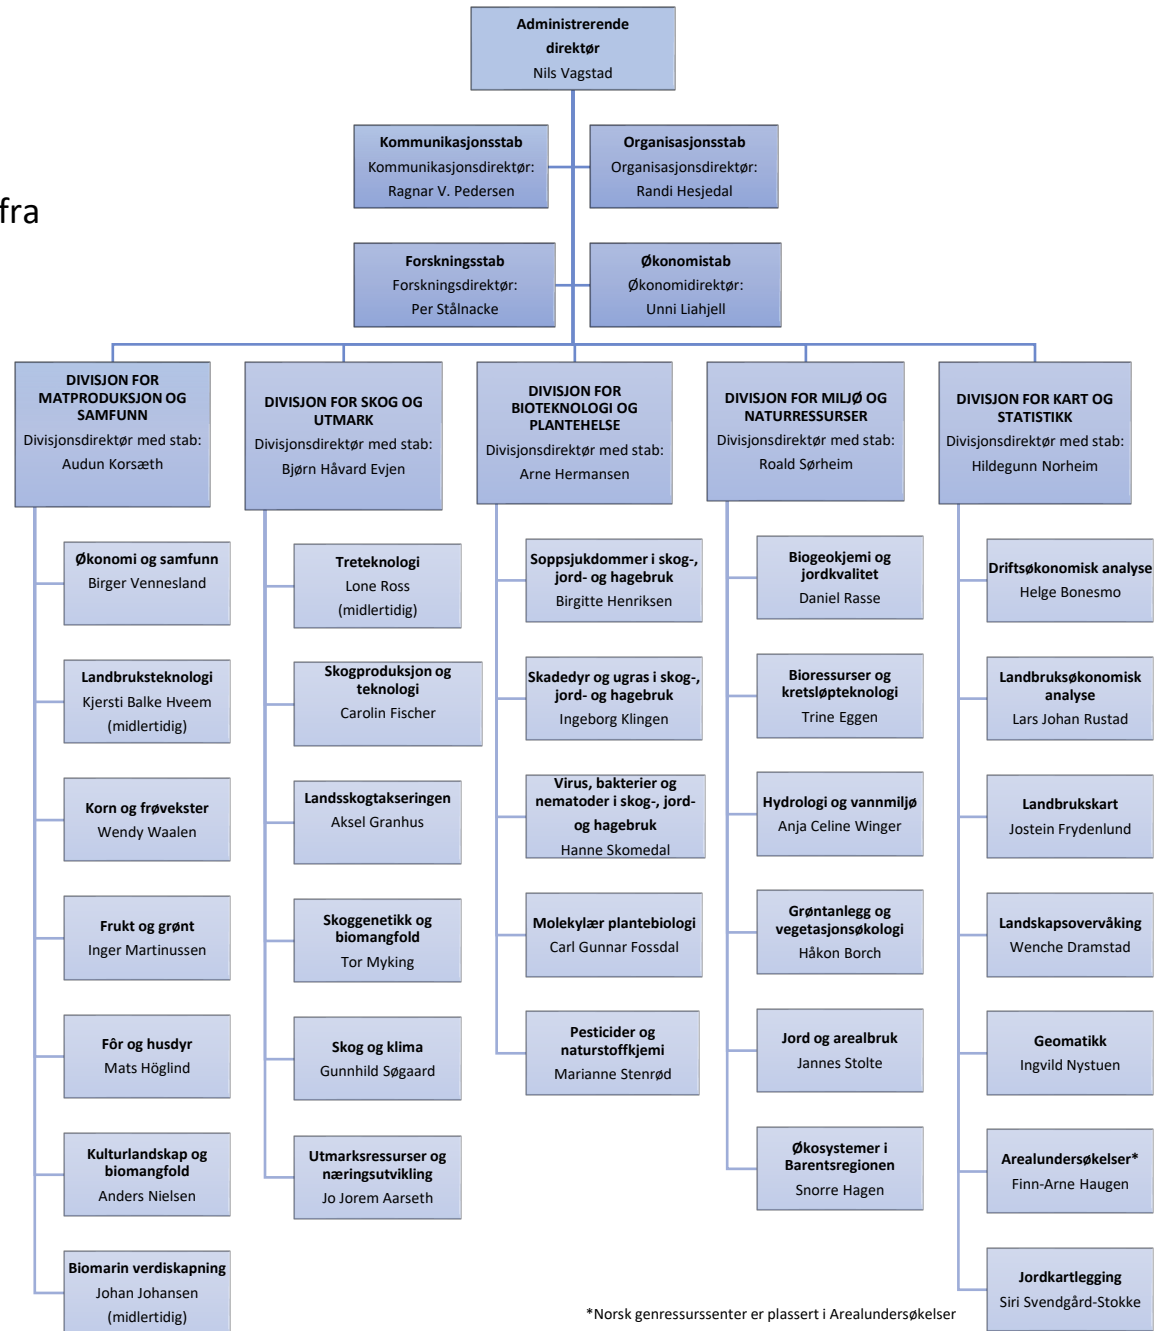 Administrerende
direktør
Nils Vagstad
Kommunikasjonsstab
Kommunikasjonsdirektør:
Ragnar V. Pedersen
Organisasjonsstab
Organisasjonsdirektør:
Randi Hesjedal
fra
Forskningsstab
Forskningsdirektør:
Per Stålnacke
Økonomistab
Økonomidirektør:
Unni Liahjell
DIVISJON FOR
MATPRODUKSJON OG
SAMFUNN
Divisjonsdirektør med stab:
Audun Korsæth
DIVISJON FOR SKOG OG
UTMARK
Divisjonsdirektør med stab:
Bjørn Håvard Evjen
DIVISJON FOR
BIOTEKNOLOGI OG
PLANTEHELSE
Divisjonsdirektør med stab:
Arne Hermansen
DIVISJON FOR MILJØ OG
NATURRESSURSER
Divisjonsdirektør med stab:
Roald Sørheim
DIVISJON FOR KART OG
STATISTIKK
Divisjonsdirektør med stab:
Hildegunn Norheim
Økonomi og samfunn
Birger Vennesland
Landbruksteknologi
Kjersti Balke Hveem
(midlertidig)
Korn og frøvekster
Wendy Waalen
Frukt og grønt
Inger Martinussen
Fôr og husdyr
Mats Höglind
Kulturlandskap og
biomangfold
Anders Nielsen
Biomarin verdiskapning
Johan Johansen
(midlertidig)
Treteknologi
Lone Ross
(midlertidig)
Skogproduksjon og
teknologi
Carolin Fischer
Landsskogtakseringen
Aksel Granhus
Skoggenetikk og
biomangfold
Tor Myking
Skog og klima
Gunnhild Søgaard
Utmarksressurser og
næringsutvikling
Jo Jorem Aarseth
Soppsjukdommer i skog-,
jord- og hagebruk
Birgitte Henriksen
Skadedyr og ugras i skog-,
jord- og hagebruk
Ingeborg Klingen
Virus, bakterier og
nematoder i skog-, jord-
og hagebruk
Hanne Skomedal
Molekylær plantebiologi
Carl Gunnar Fossdal
Pesticider og
naturstoffkjemi
Marianne Stenrød
Biogeokjemi og
jordkvalitet
Daniel Rasse
Bioressurser og
kretsløpteknologi
Trine Eggen
Hydrologi og vannmiljø
Anja Celine Winger
Grøntanlegg og
vegetasjonsøkologi
Håkon Borch
Jord og arealbruk
Jannes Stolte
Økosystemer i
Barentsregionen
Snorre Hagen
Driftsøkonomisk analyse
Helge Bonesmo
Landbruksøkonomisk
analyse
Lars Johan Rustad
Landbrukskart
Jostein Frydenlund
Landskapsovervåking
Wenche Dramstad
Geomatikk
Ingvild Nystuen
Arealundersøkelser*
Finn-Arne Haugen
Jordkartlegging
Siri Svendgård-Stokke
*Norsk genressurssenter er plassert i Arealundersøkelser